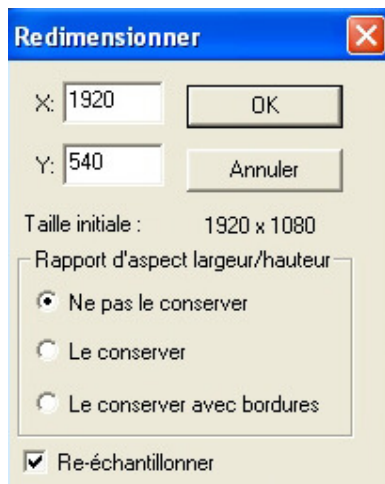 Redimensionner
X: 1920
OK
Y: 540
Annuler
Taille initiale : 1920 x 1080
Rapport d'aspect largeur/hauteur
Ne pas le conserver
Le conserver
Le conserver avec bordures
Re-échantillonner